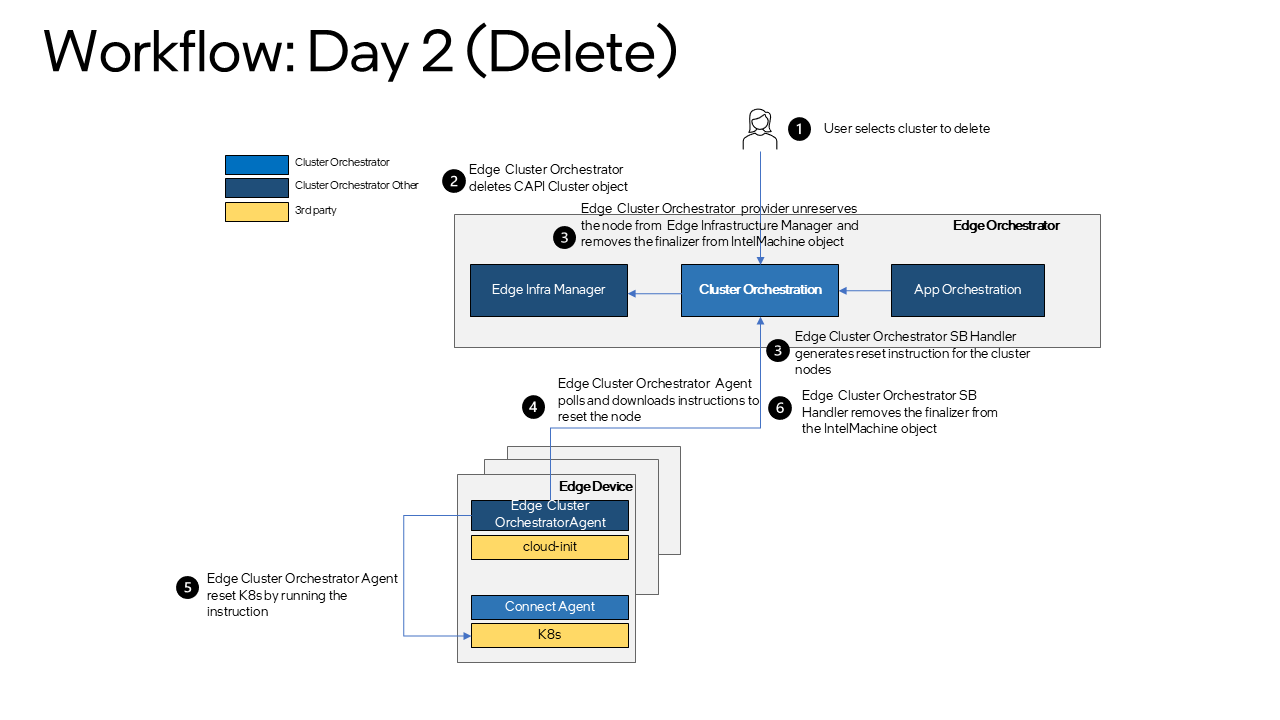 Workflow: Day 2 (Delete)
1
User selects cluster to delete
Cluster Orchestrator
Cluster Orchestrator Other
3rd party
2
Edge Cluster Orchestrator
deletes CAPI Cluster object
3
Edge Cluster Orchestrator provider unreserves
the node from Edge Infrastructure Manager and
removes the finalizer from IntelMachine object
Edge Orchestrator
Edge Infra Manager
Cluster Orchestration
App Orchestration
3
Edge Cluster Orchestrator SB Handler
generates reset instruction for the cluster
nodes
4
Edge Cluster Orchestrator Agent
polls and downloads instructions to
reset the node
6
Edge Cluster Orchestrator SB
Handler removes the finalizer from
the IntelMachine object
Edge Device
Edge Cluster
OrchestratorAgent
cloud-init
5
Edge Cluster Orchestrator Agent
reset K8s by running the
instruction
Connect Agent
K8s